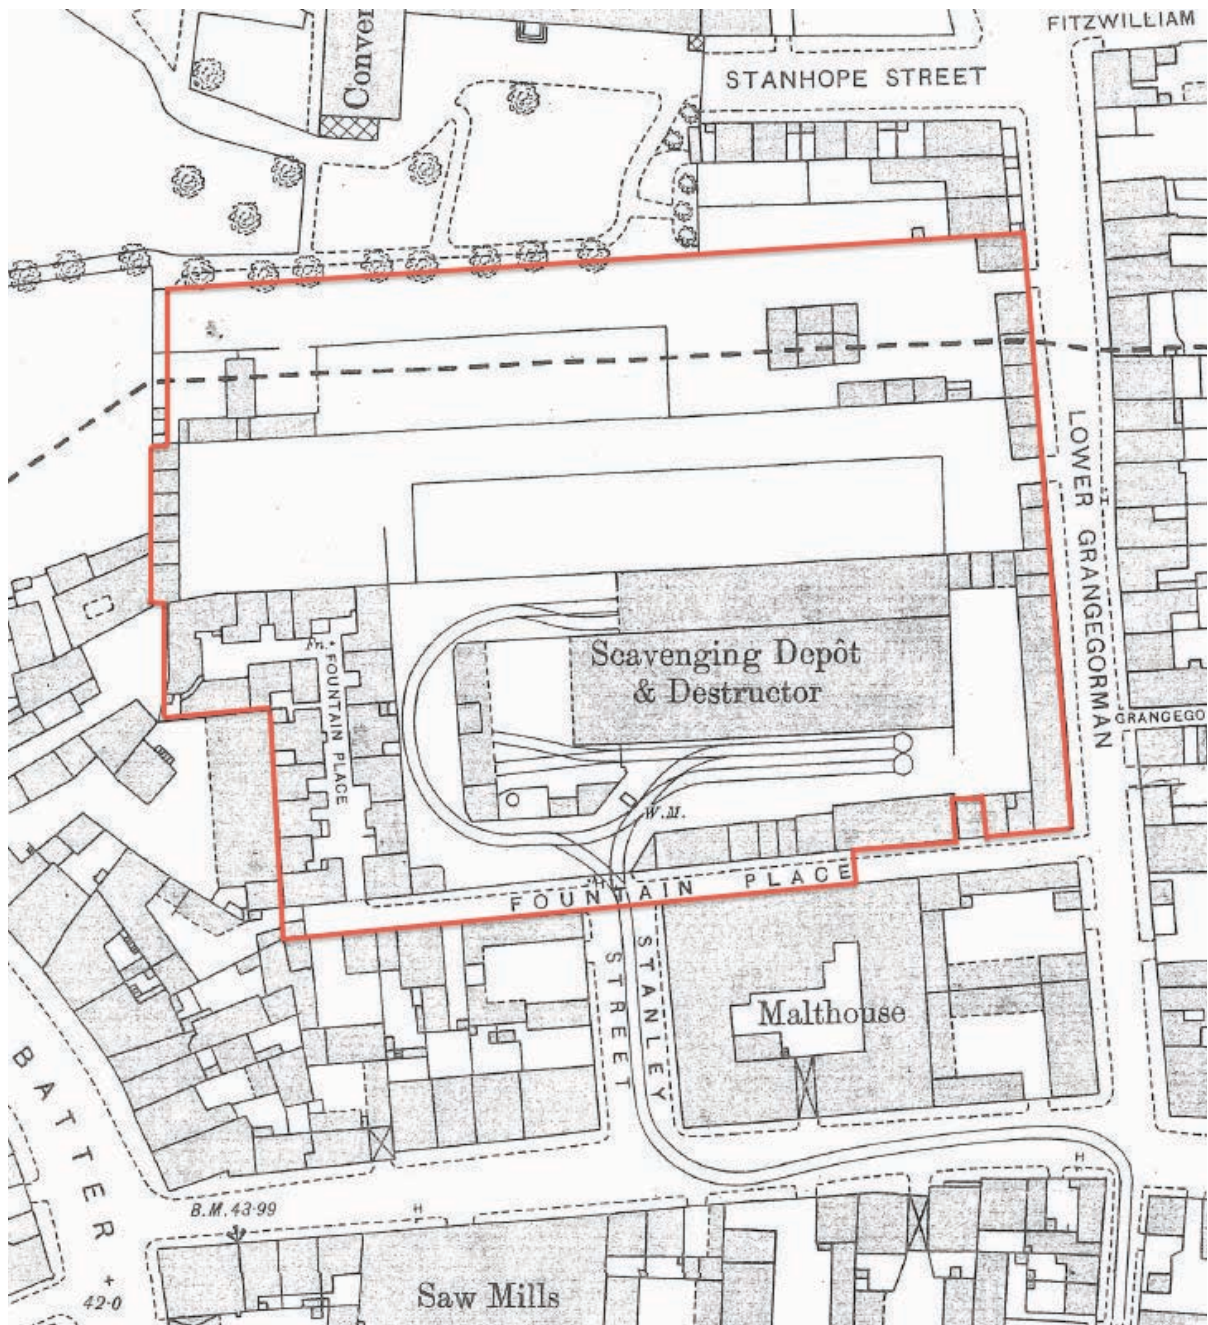 FITZWILLIAM
Conver
STANHOPE STREET
LOWER GRANGEGORMAN
Fn.
FOUNTAIN PLACE
Scavenging Depôt
& Destructor
GRANGEGO
W.M.
H
H
FOUNTAIN PLACE
STANLEY
STREET
Malthouse
BATTER
B.M. 43·99
H
H
42·0
Saw Mills